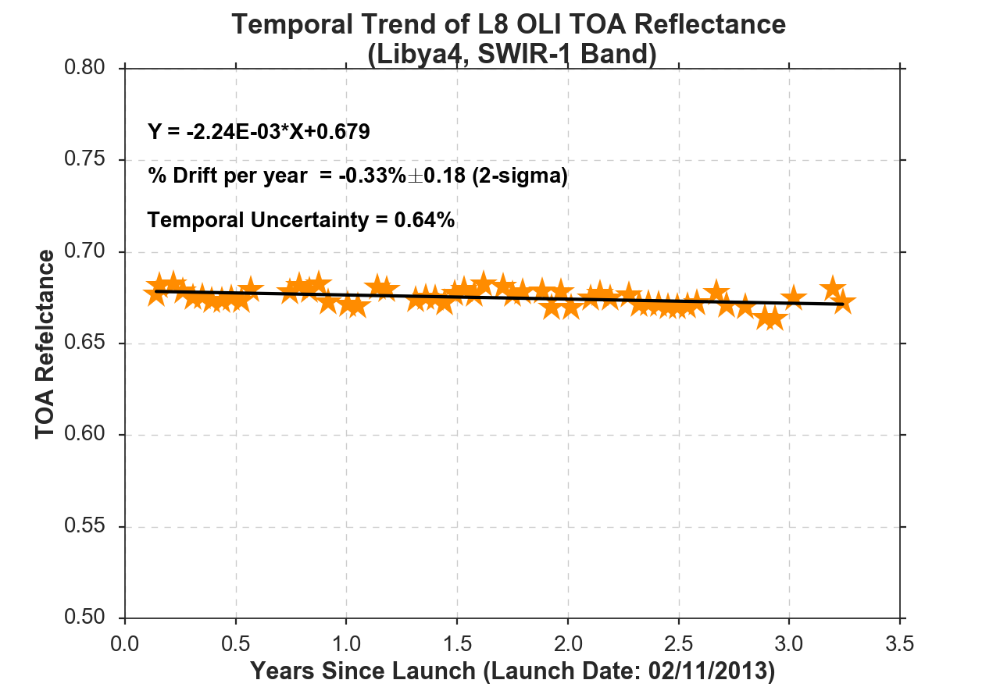 Temporal Trend of L8 OLI TOA Reflectance
(Libya4, SWIR-1 Band)
0.80
Y = -2.24E-03*X+0.679
0.75
% Drift per year = -0.33%±0.18 (2-sigma)
Temporal Uncertainty = 0.64%
0.70
0.65
0.60
0.55
0.50
TOA Refelctance
0.0 0.5 1.0 1.5 2.0 2.5 3.0 3.5
Years Since Launch (Launch Date: 02/11/2013)